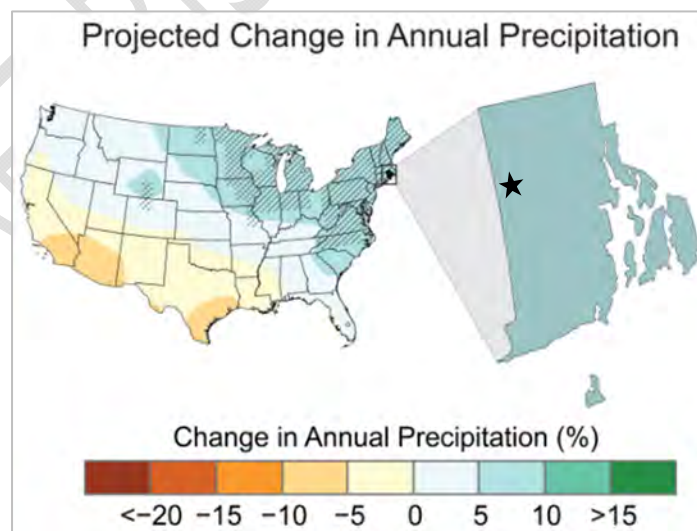 Projected Change in Annual Precipitation
Change in Annual Precipitation (%)
<−20 −15 −10 −5 0 5 10 >15